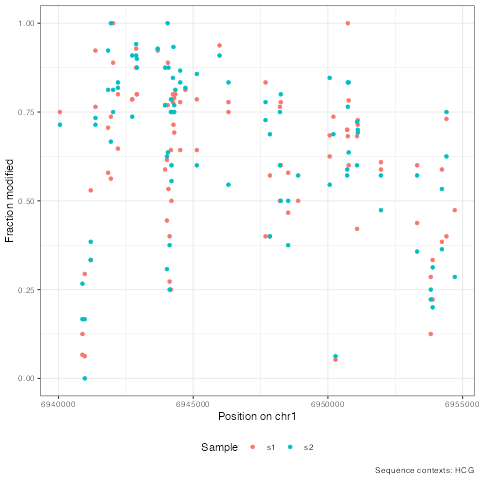 1.00
0.75
0.50
0.25
0.00
Fraction modified
6940000 6945000 6950000 6955000
Position on chr1
Sample s1 s2
Sequence contexts: HCG